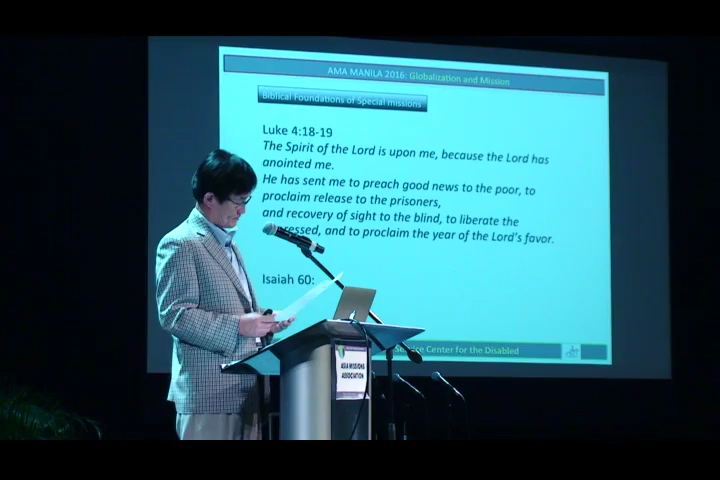 AMA MANILA 2016: Globalization and Mission
Biblical Foundations of Special missions
Luke 4:18-19
The Spirit of the Lord is upon me, because the Lord has
anointed me.
He has sent me to preach good news to the poor, to
proclaim release to the prisoners,
and recovery of sight to the blind, to liberate the
pressed, and to proclaim the year of the Lord's favor.
Isaiah 60:
Service Center for the Disabled
ASIA MISSIONS
ASSOCIATION